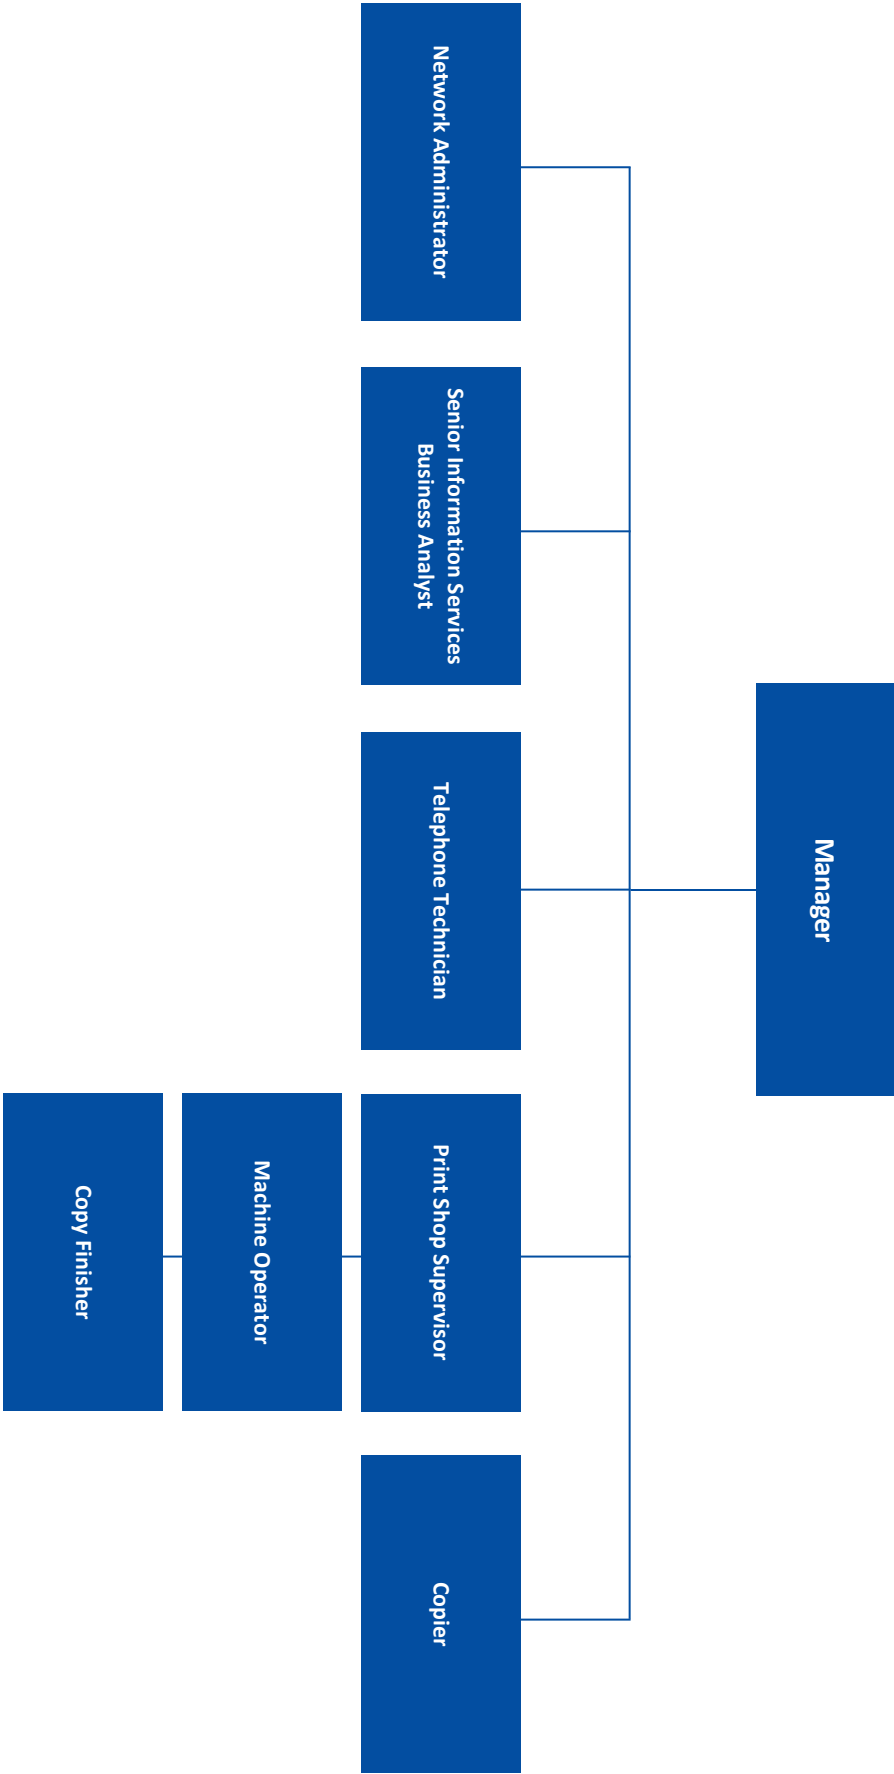 Manager
Network Administrator
Senior Information Services
Business Analyst
Telephone Technician
Print Shop Supervisor
Copier
Machine Operator
Copy Finisher